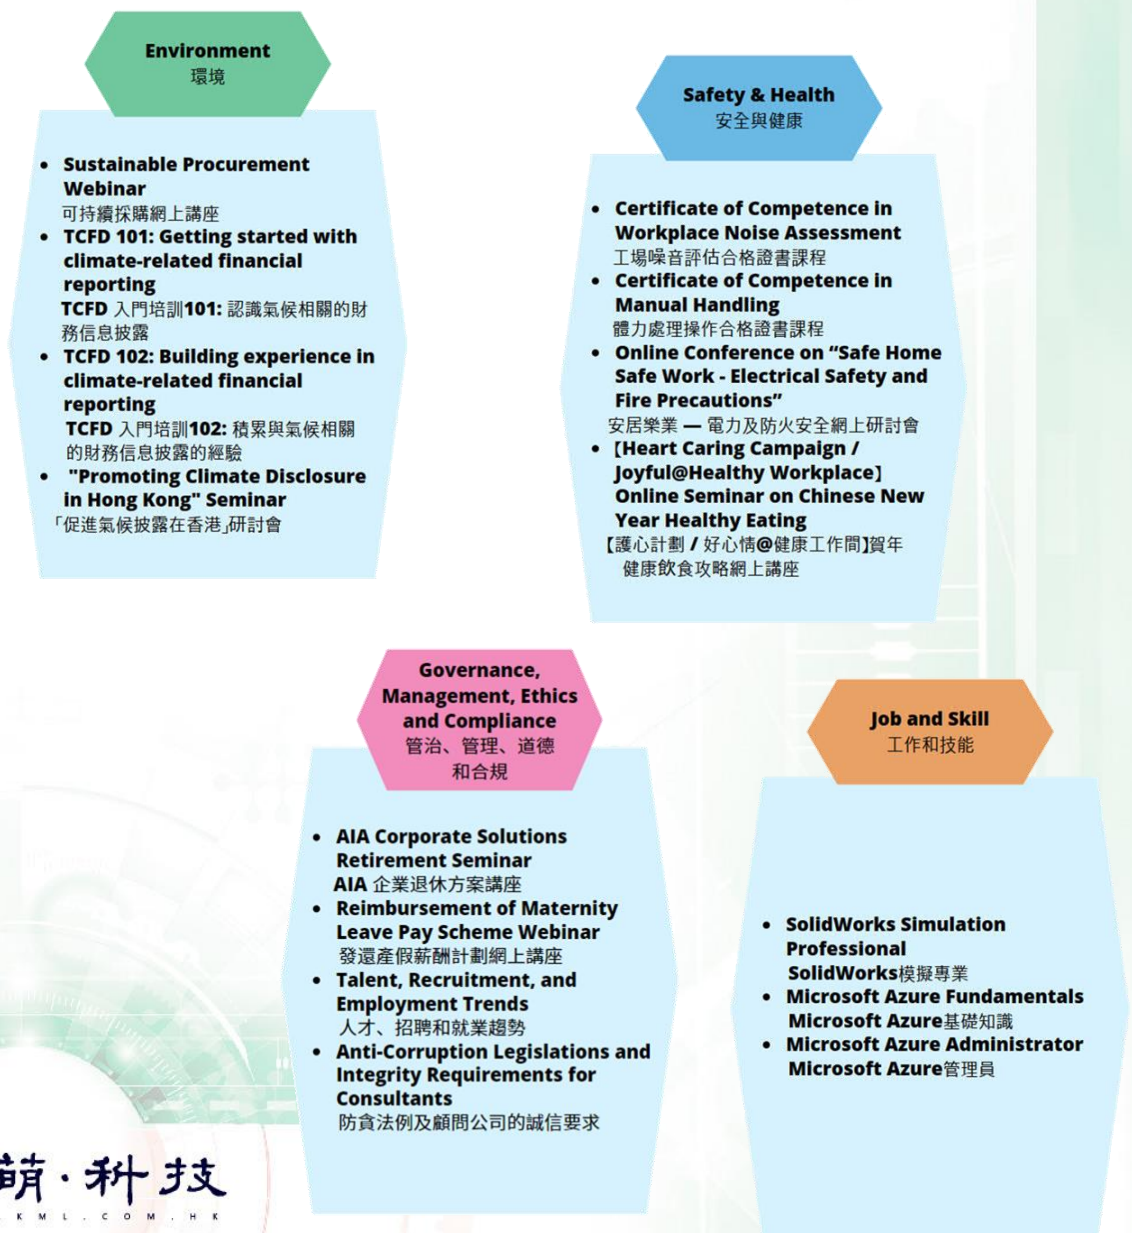 Environment
環境
• Sustainable Procurement
Webinar
可持續採購網上講座
• TCFD 101: Getting started with
climate-related financial
reporting
TCFD 入門培訓101: 認識氣候相關的財
務信息披露
• TCFD 102: Building experience in
climate-related financial
reporting
TCFD 入門培訓102: 積累與氣候相關
的財務信息披露的經驗
• "Promoting Climate Disclosure
in Hong Kong" Seminar
「促進氣候披露在香港」研討會
Safety & Health
安全與健康
• Certificate of Competence in
Workplace Noise Assessment
工場噪音評估合格證書課程
• Certificate of Competence in
Manual Handling
體力處理操作合格證書課程
• Online Conference on “Safe Home
Safe Work - Electrical Safety and
Fire Precautions”
安居樂業 — 電力及防火安全網上研討會
• 【Heart Caring Campaign /
Joyful@Healthy Workplace】
Online Seminar on Chinese New
Year Healthy Eating
【護心計劃 / 好心情@健康工作間】賀年
健康飲食攻略網上講座
Governance,
Management, Ethics
and Compliance
管治、管理、道德
和合規
• AIA Corporate Solutions
Retirement Seminar
AIA 企業退休方案講座
• Reimbursement of Maternity
Leave Pay Scheme Webinar
發還產假薪酬計劃網上講座
• Talent, Recruitment, and
Employment Trends
人才、招聘和就業趨勢
• Anti-Corruption Legislations and
Integrity Requirements for
Consultants
防貪法例及顧問公司的誠信要求
Job and Skill
工作和技能
• SolidWorks Simulation
Professional
SolidWorks模擬專業
• Microsoft Azure Fundamentals
Microsoft Azure基礎知識
• Microsoft Azure Administrator
Microsoft Azure管理員
萌·科技
.KML.COM.HK